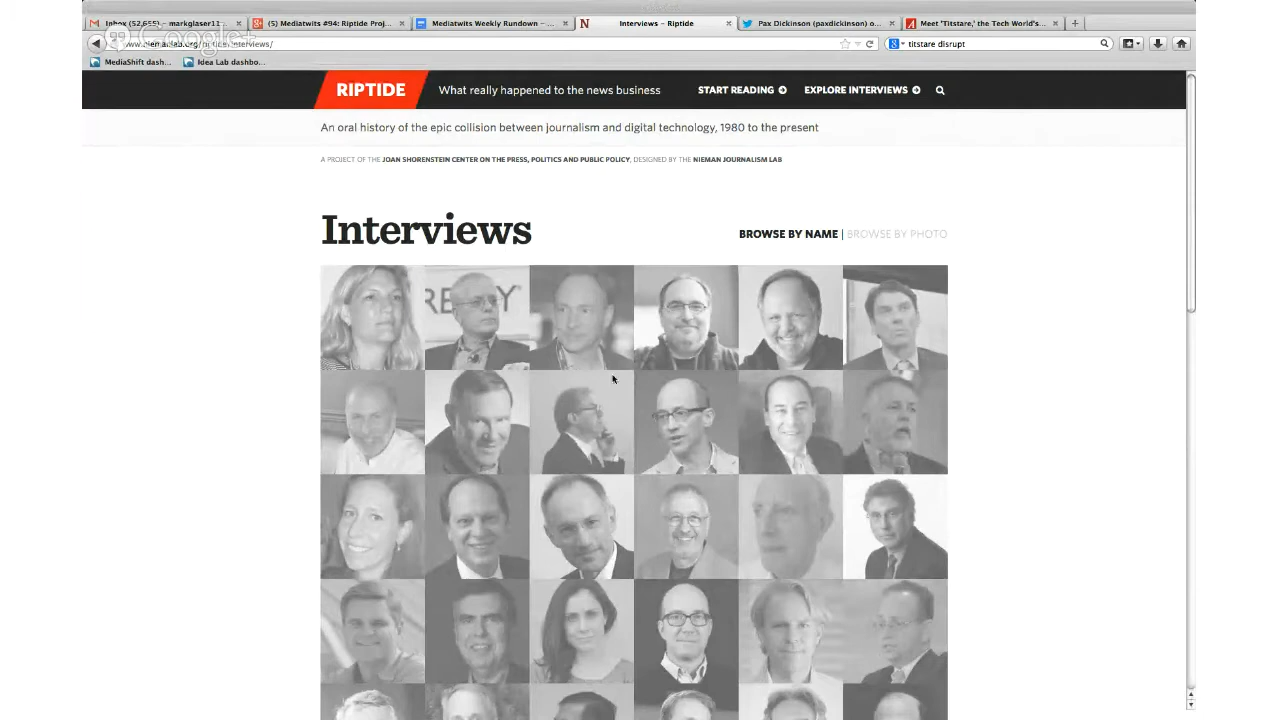 Inbox (52,655) – markglaser11...
(5) Mediatwits #94: Riptide Proj...
Mediatwits Weekly Rundown – ...
Interviews – Riptide
Pax Dickinson (paxdickinson) o...
Meet 'Titstare,' the Tech World's...
Google+
titstare disrupt
MediaShift dash...
Idea Lab dashbo...
RIPTIDE
What really happened to the news business
START READING
EXPLORE INTERVIEWS
An oral history of the epic collision between journalism and digital technology, 1980 to the present
A PROJECT OF THE JOAN SHORENSTEIN CENTER ON THE PRESS, POLITICS AND PUBLIC POLICY, DESIGNED BY THE NIEMAN JOURNALISM LAB
Interviews
BROWSE BY NAME | BROWSE BY PHOTO